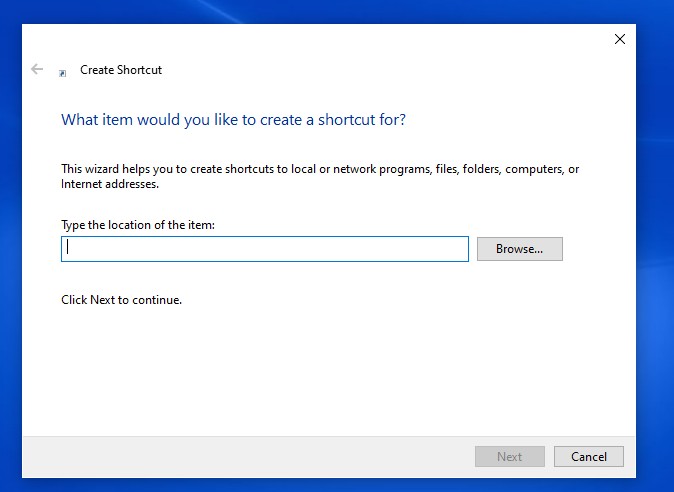 Create Shortcut
What item would you like to create a shortcut for?
This wizard helps you to create shortcuts to local or network programs, files, folders, computers, or
Internet addresses.
Type the location of the item:
Browse...
Click Next to continue.
Next
Cancel